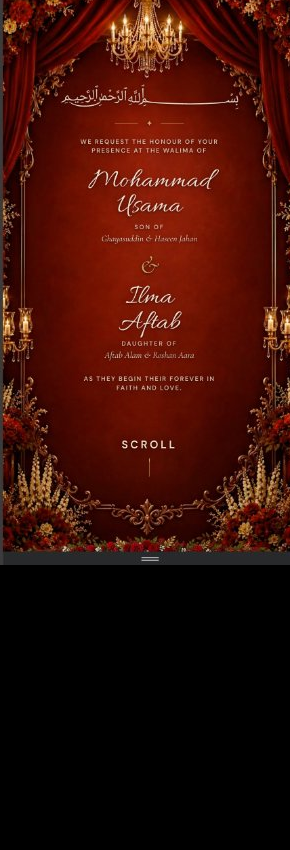 بِسْمِ اللَّهِ الرَّحْمَٰنِ الرَّحِيمِ
WE REQUEST THE HONOUR OF YOUR
PRESENCE AT THE WALIMA OF
Mohammad
Usama
SON OF
Ghayasuddin & Haseen Jahan
&
Ilma
Aftab
DAUGHTER OF
Aftab Alam & Roshan Aara
AS THEY BEGIN THEIR FOREVER IN
FAITH AND LOVE.
SCROLL